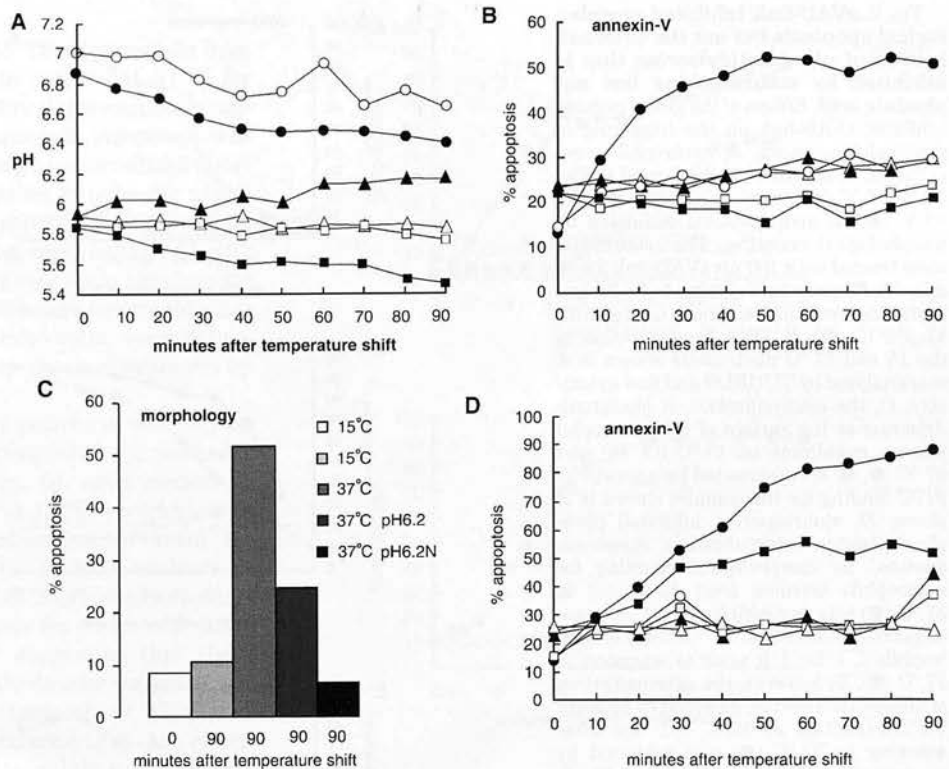 A
7.2
7
6.8
6.6
6.4
pH
6.2
6
5.8
5.6
5.4
0 10 20 30 40 50 60 70 80 90
minutes after temperature shift
B
annexin-V
% appoptosis
60
50
40
30
20
10
0
0 10 20 30 40 50 60 70 80 90
minutes after temperature shift
C
morphology
% appoptosis
60
50
40
30
20
10
0
15°C
15°C
37°C
37°C pH6.2
37°C pH6.2N
0 90 90 90 90
minutes after temperature shift
D
annexin-V
% apoptosis
100
90
80
70
60
50
40
30
20
10
0
0 10 20 30 40 50 60 70 80 90
minutes after temperature shift